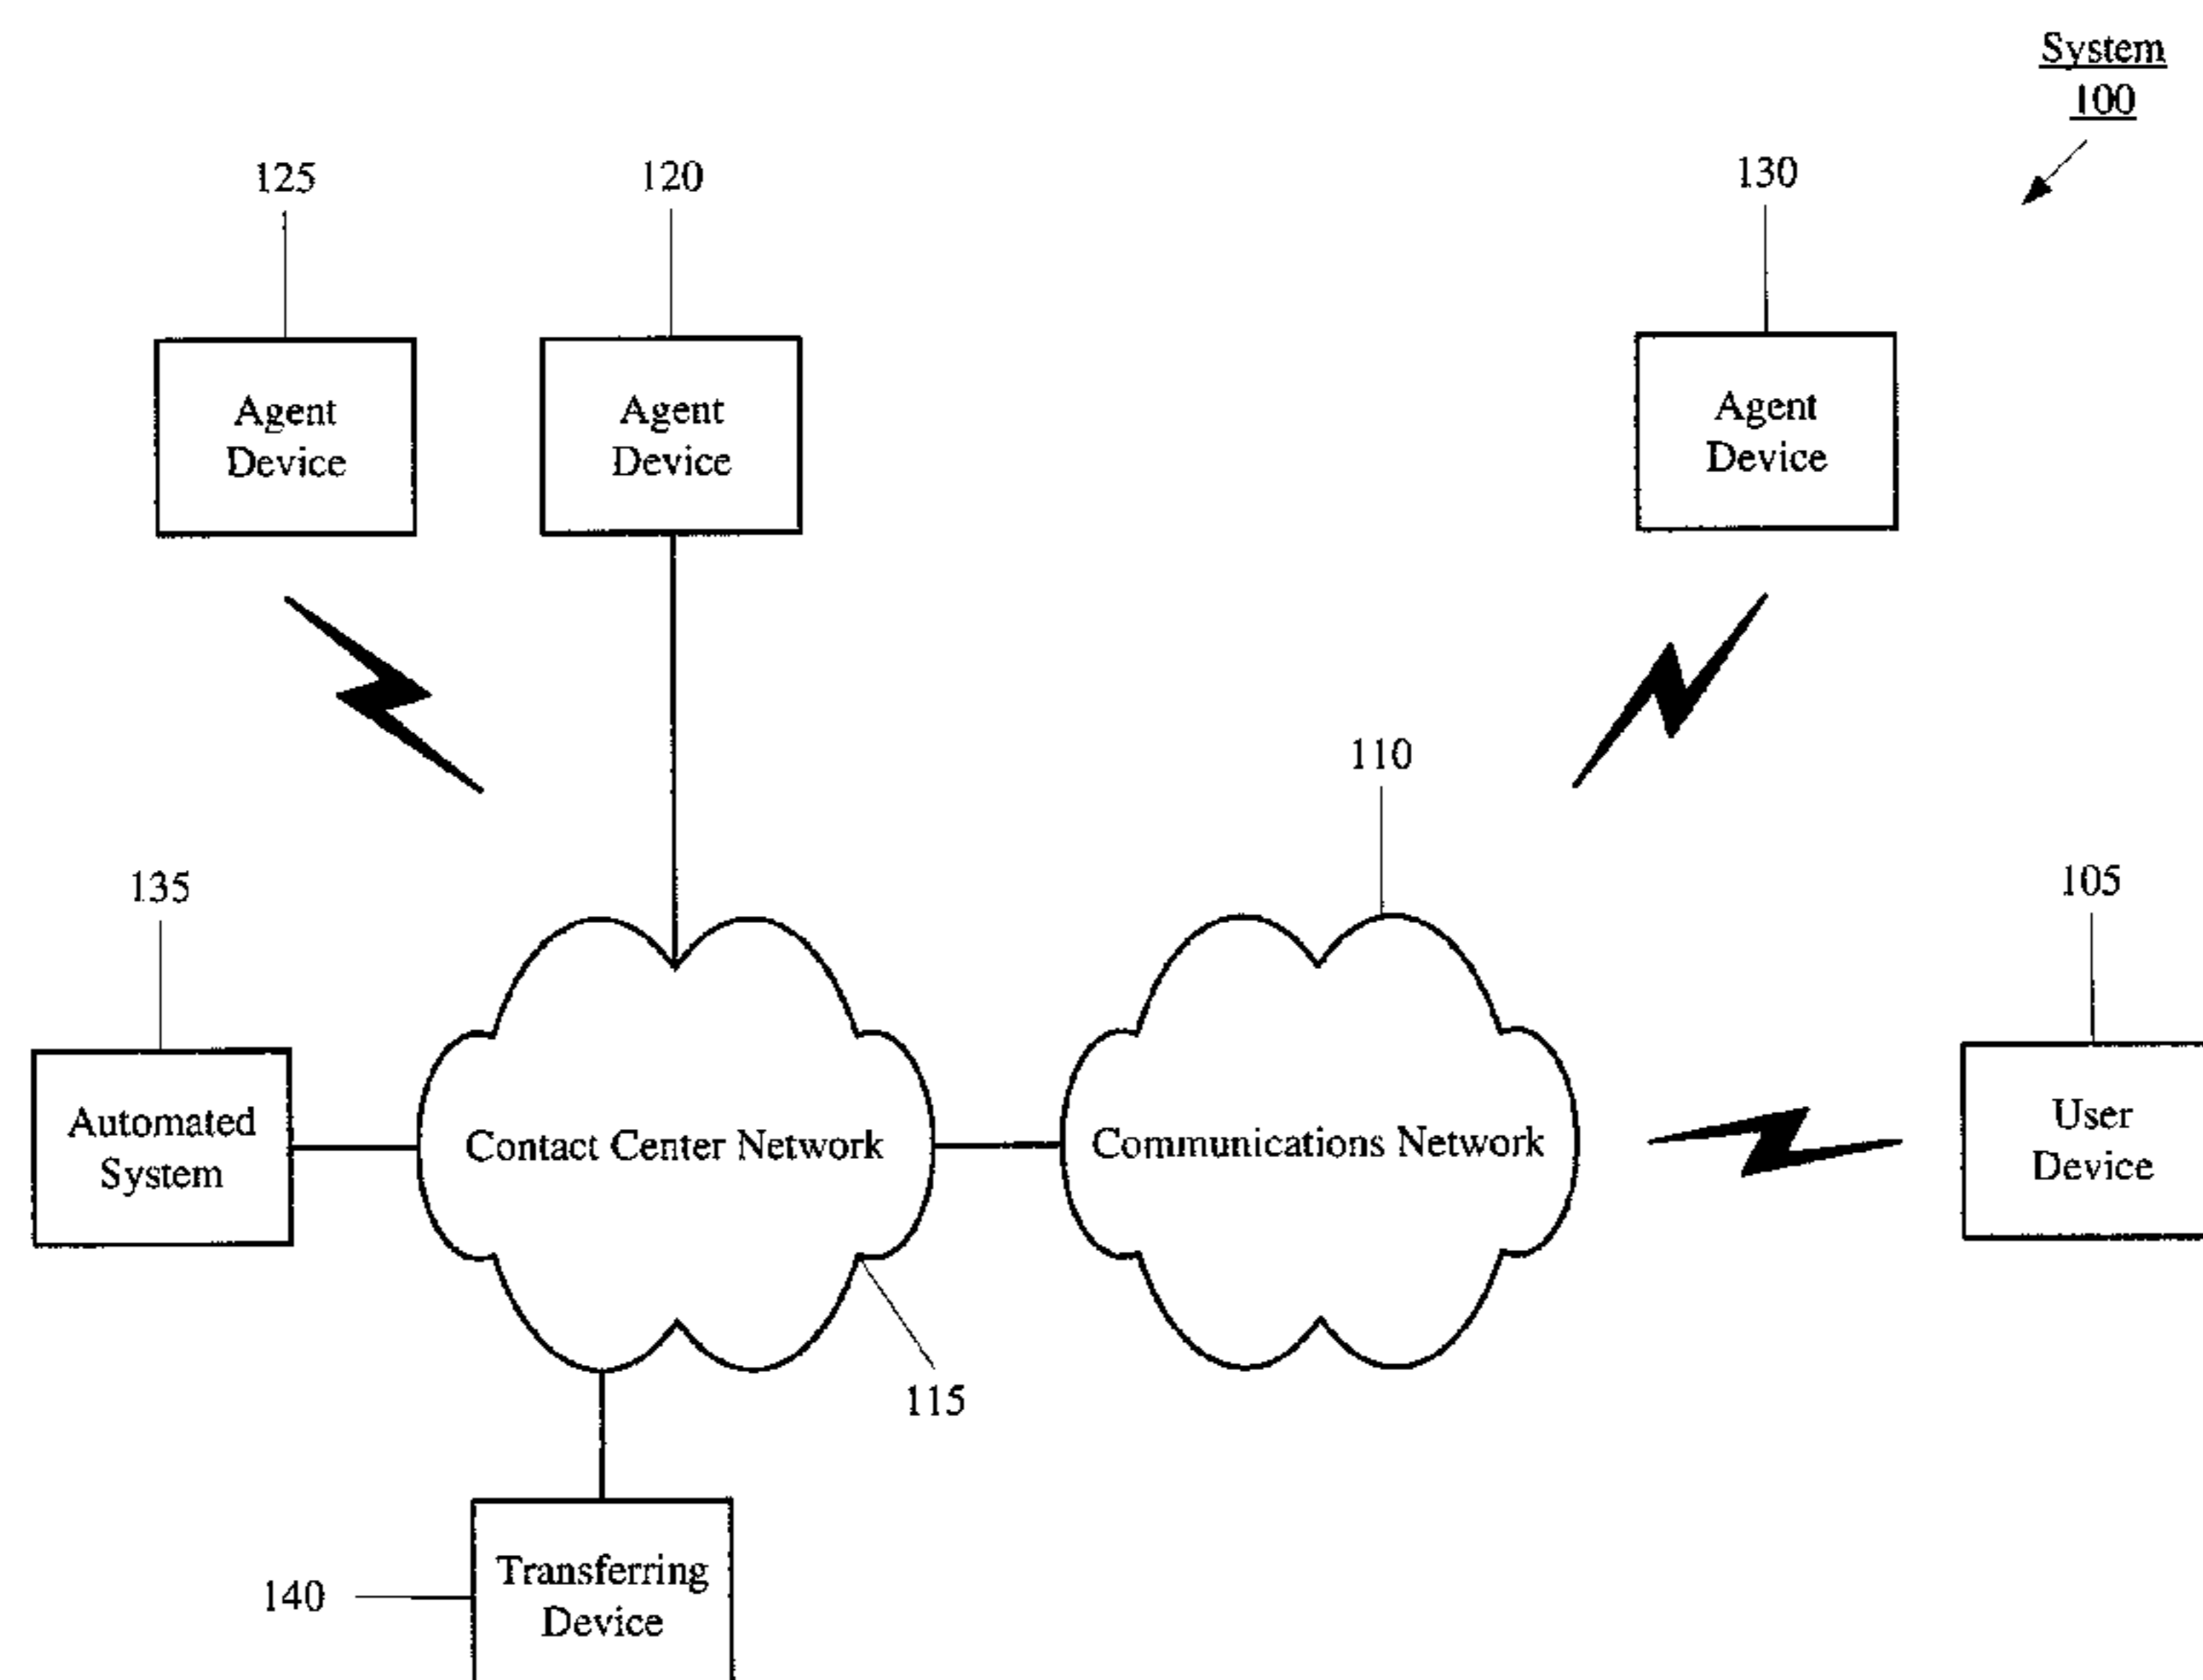 System
100
125
120
130
Agent
Device
Agent
Device
Agent
Device
110
135
105
Automated
System
Contact Center Network
Communications Network
User
Device
115
140
Transferring
Device